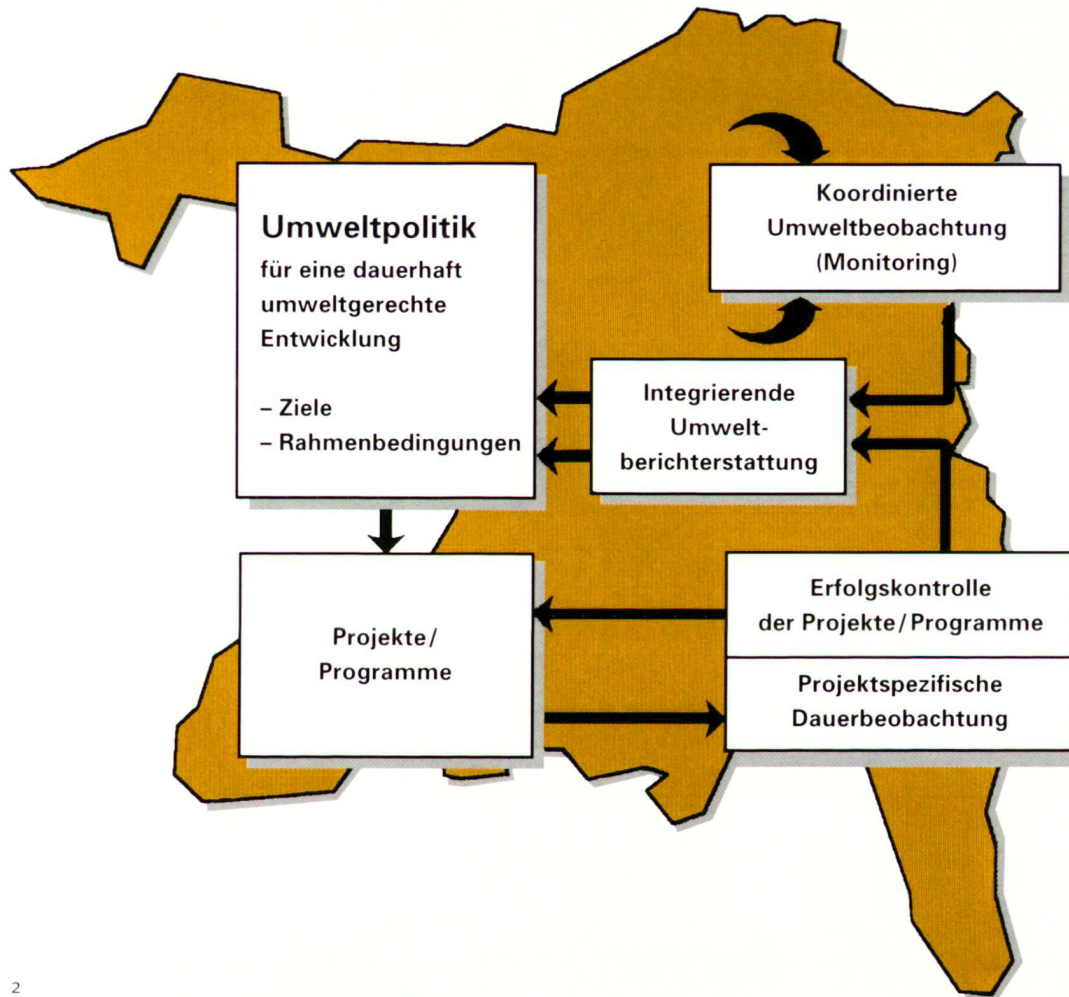 Umweltpolitik
für eine dauerhaft
umweltgerechte
Entwicklung
– Ziele
– Rahmenbedingungen
Koordinierte
Umweltbeobachtung
(Monitoring)
Integrierende
Umwelt-
berichterstattung
Projekte/
Programme
Erfolgskontrolle
der Projekte/Programme
Projektspezifische
Dauerbeobachtung
2